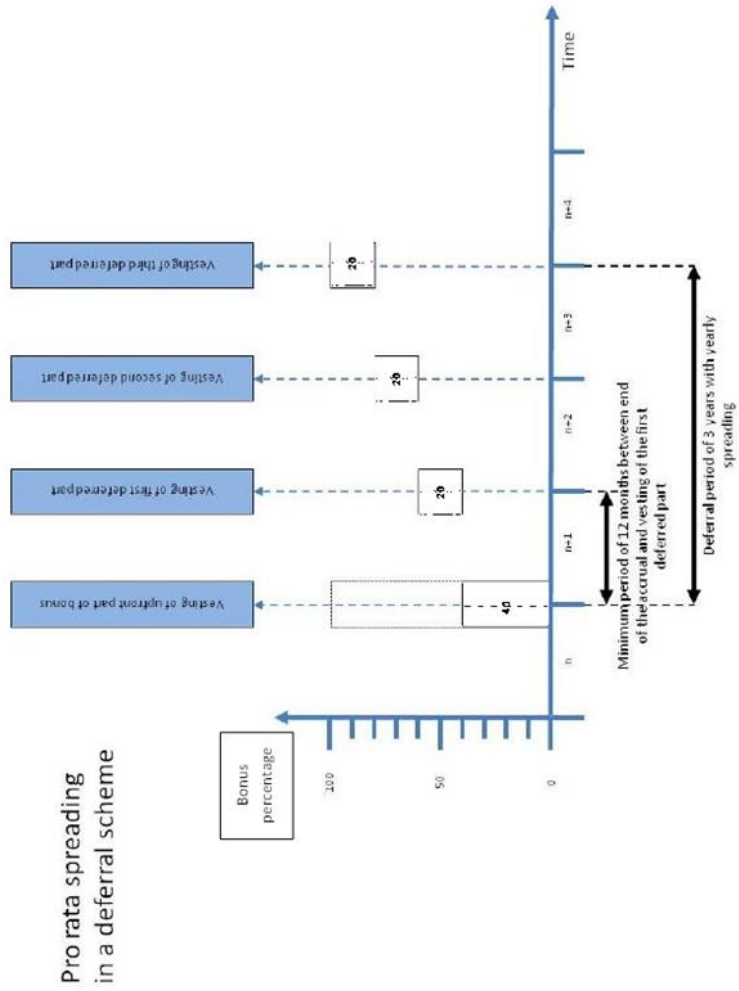 Pro rata spreading
in a deferral scheme
Bonus
percentage
100
50
0
Vesting of upfront part of bonus
Vesting of first deferred part
Vesting of second deferred part
Vesting of third deferred part
40
20
20
20
n
n+1
n+2
n+3
n+4
Time
Minimum period of 12 months between end
of the accrual and vesting of the first
deferred part
Deferral period of 3 years with yearly
spreading